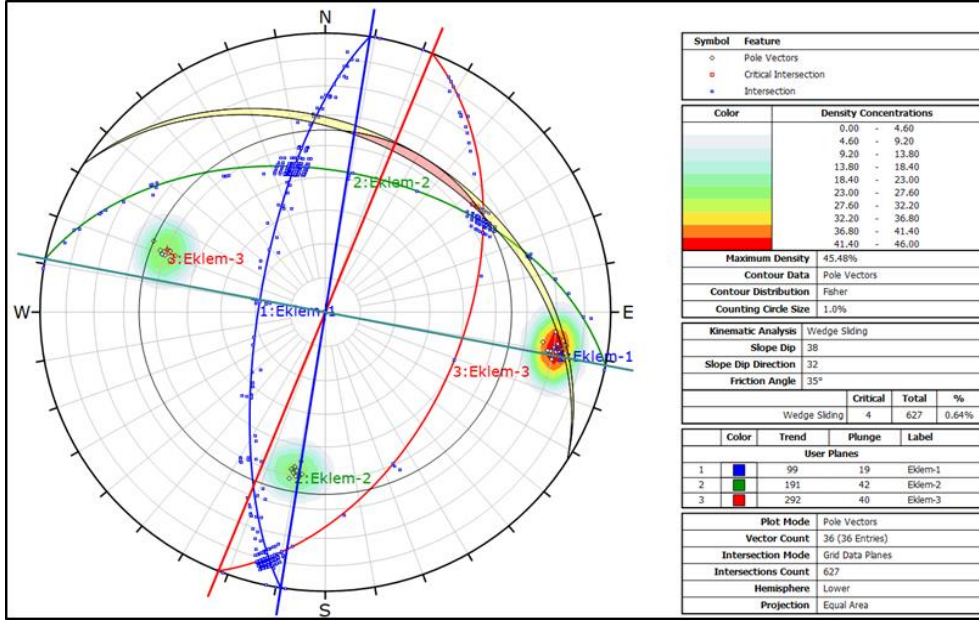 N
W
E
S
2:Eklem-2
3:Eklem-3
1:Eklem-1
1:Eklem-1
3:Eklem-3
2:Eklem-2
Symbol Feature
Pole Vectors
Critical Intersection
Intersection
Color Density Concentrations
0.00 - 4.60
4.60 - 9.20
9.20 - 13.80
13.80 - 18.40
18.40 - 23.00
23.00 - 27.60
27.60 - 32.20
32.20 - 36.80
36.80 - 41.40
41.40 - 46.00
Maximum Density 45.48%
Contour Data Pole Vectors
Contour Distribution Fisher
Counting Circle Size 1.0%
Kinematic Analysis Wedge Sliding
Slope Dip 38
Slope Dip Direction 32
Friction Angle 35°
Critical Total %
Wedge Sliding 4 627 0.64%
Color Trend Plunge Label
User Planes
1 99 19 Eklem-1
2 191 42 Eklem-2
3 292 40 Eklem-3
Plot Mode Pole Vectors
Vector Count 36 (36 Entries)
Intersection Mode Grid Data Planes
Intersections Count 627
Hemisphere Lower
Projection Equal Area